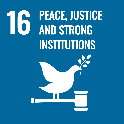 16 PEACE, JUSTICE
AND STRONG
INSTITUTIONS